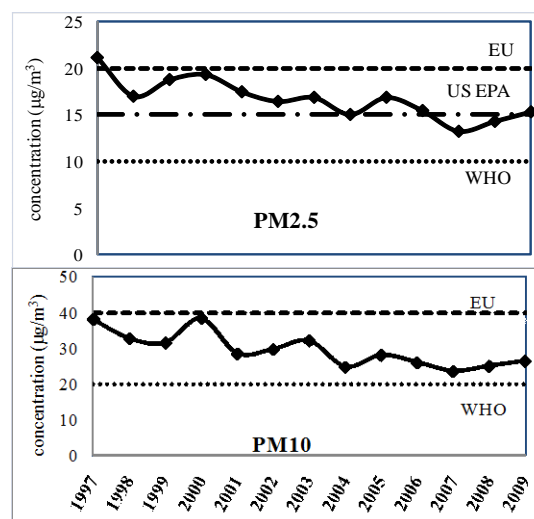 25
20
15
10
5
0
concentration (µg/m³)
EU
US EPA
WHO
PM2.5
50
40
30
20
10
0
concentration (µg/m³)
EU
WHO
PM10
1997 1998 1999 2000 2001 2002 2003 2004 2005 2006 2007 2008 2009